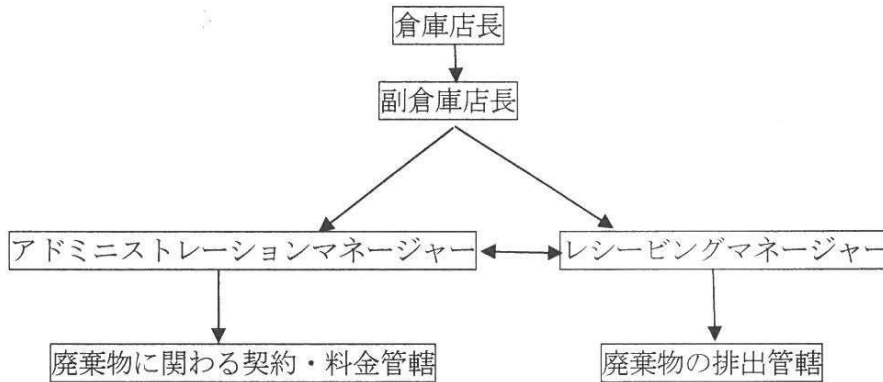 倉庫店長
副倉庫店長
アドミニストレーションマネージャー
レシービングマネージャー
廃棄物に関わる契約・料金管轄
廃棄物の排出管轄